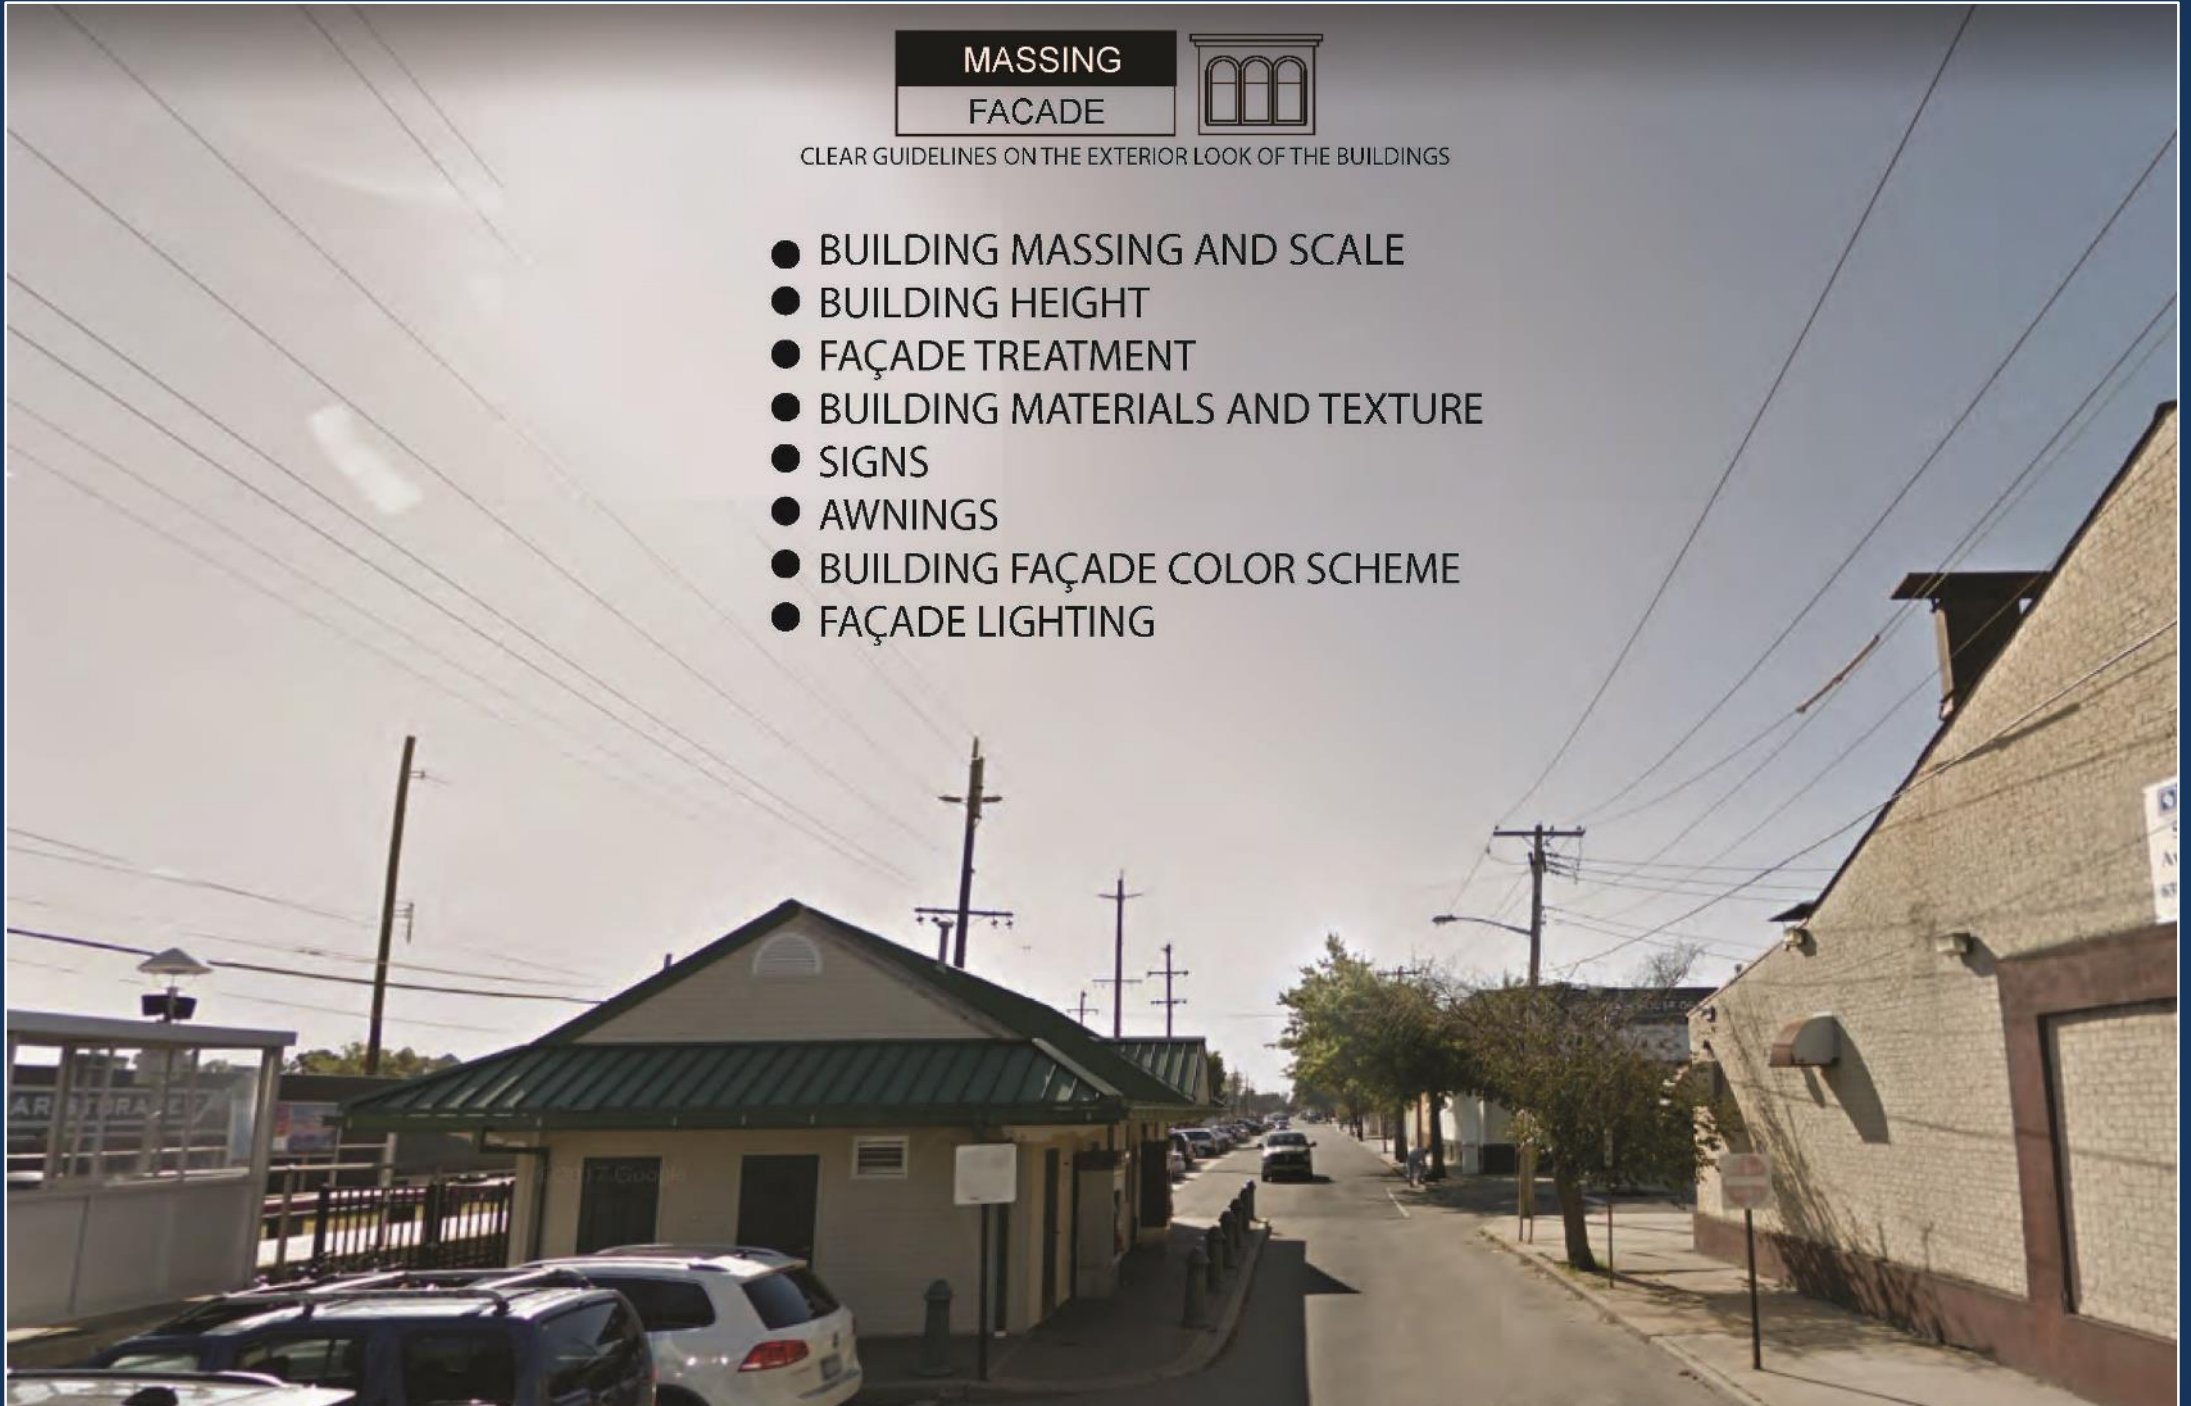 MASSING
FACADE
CLEAR GUIDELINES ON THE EXTERIOR LOOK OF THE BUILDINGS
● BUILDING MASSING AND SCALE
● BUILDING HEIGHT
● FAÇADE TREATMENT
● BUILDING MATERIALS AND TEXTURE
● SIGNS
● AWNINGS
● BUILDING FAÇADE COLOR SCHEME
● FAÇADE LIGHTING
Google